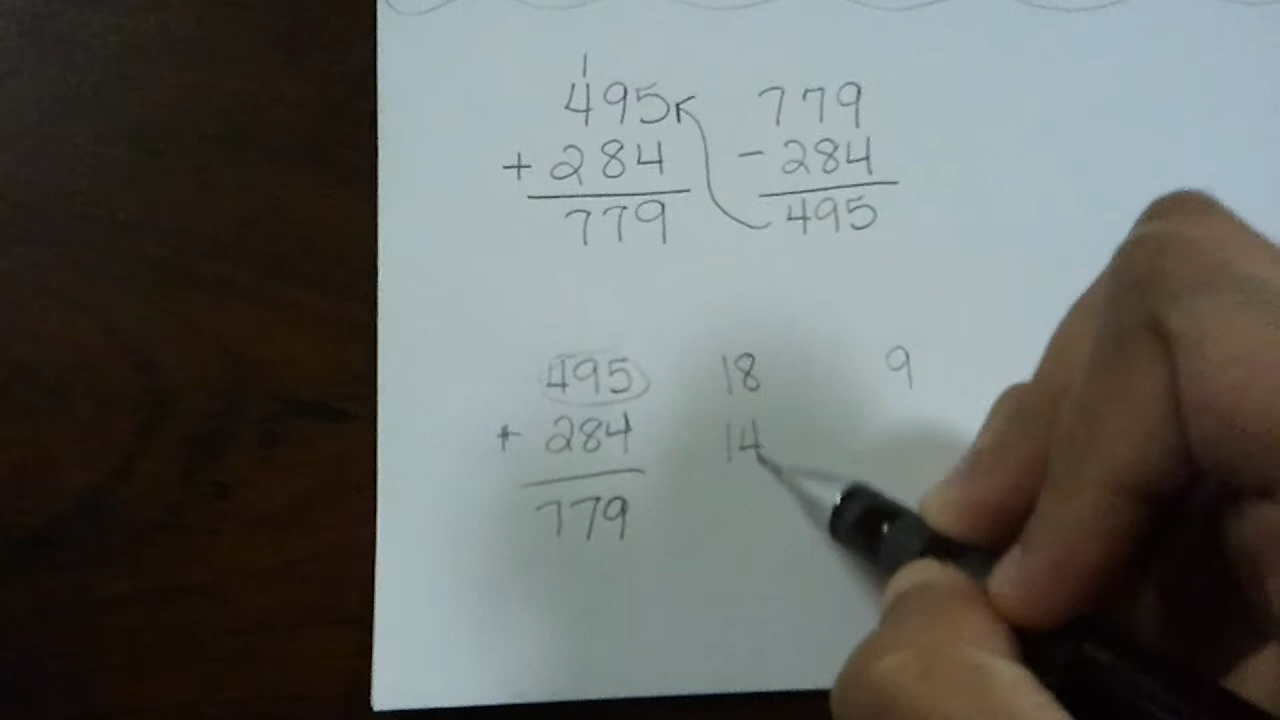 1
495 779
+ 284 - 284
779 495
495 18 9
+ 284 14
779